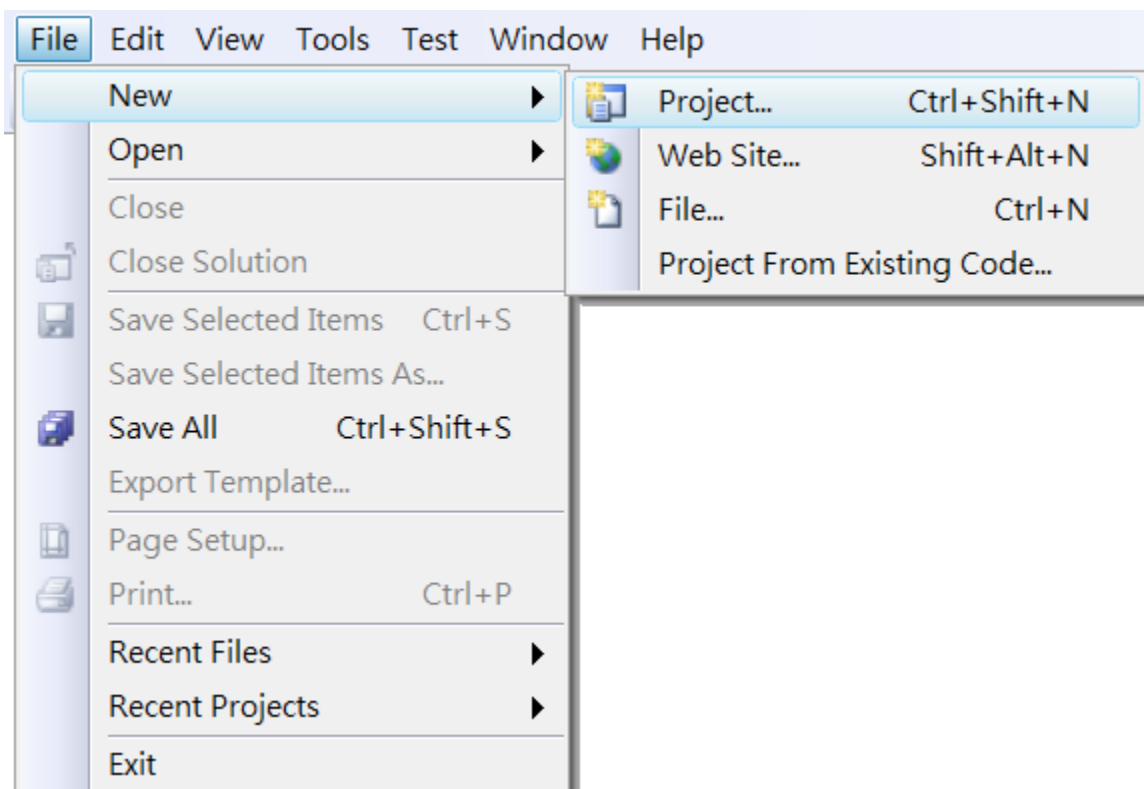 File Edit View Tools Test Window Help
New
Open
Close
Close Solution
Save Selected Items Ctrl+S
Save Selected Items As...
Save All Ctrl+Shift+S
Export Template...
Page Setup...
Print... Ctrl+P
Recent Files
Recent Projects
Exit
Project... Ctrl+Shift+N
Web Site... Shift+Alt+N
File... Ctrl+N
Project From Existing Code...